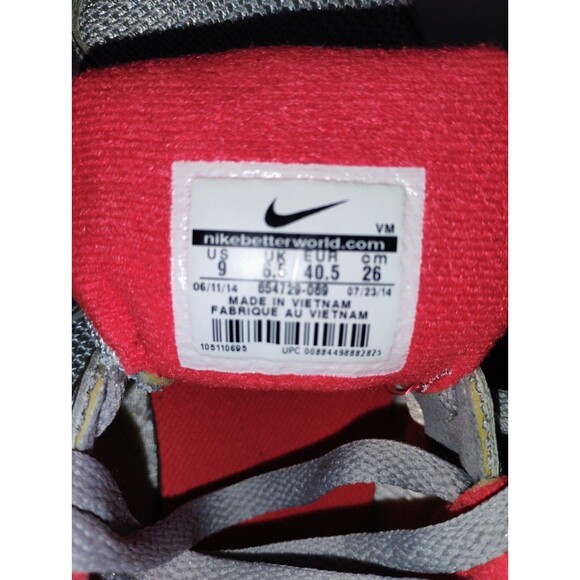 VM
nikebetterworld.com
US UK EUR cm
9 6.5 40.5 26
06/11/14 654729-069 07/23/14
MADE IN VIETNAM
FABRIQUE AU VIETNAM
105110695 UPC 00884498882825